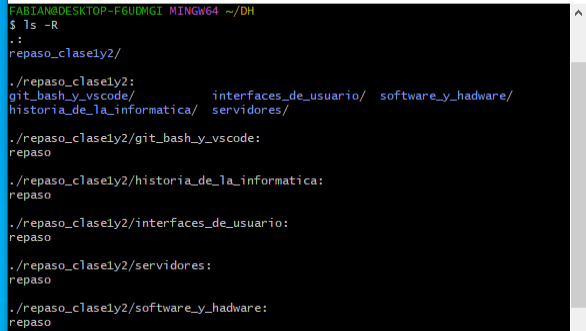 FABIAN@DESKTOP-F6UDMGI MINGW64 ~/DH
$ ls -R
.:
repaso_clase1y2/

./repaso_clase1y2:
git_bash_y_vscode/ interfaces_de_usuario/ software_y_hadware/
historia_de_la_informatica/ servidores/

./repaso_clase1y2/git_bash_y_vscode:
repaso

./repaso_clase1y2/historia_de_la_informatica:
repaso

./repaso_clase1y2/interfaces_de_usuario:
repaso

./repaso_clase1y2/servidores:
repaso

./repaso_clase1y2/software_y_hadware:
repaso